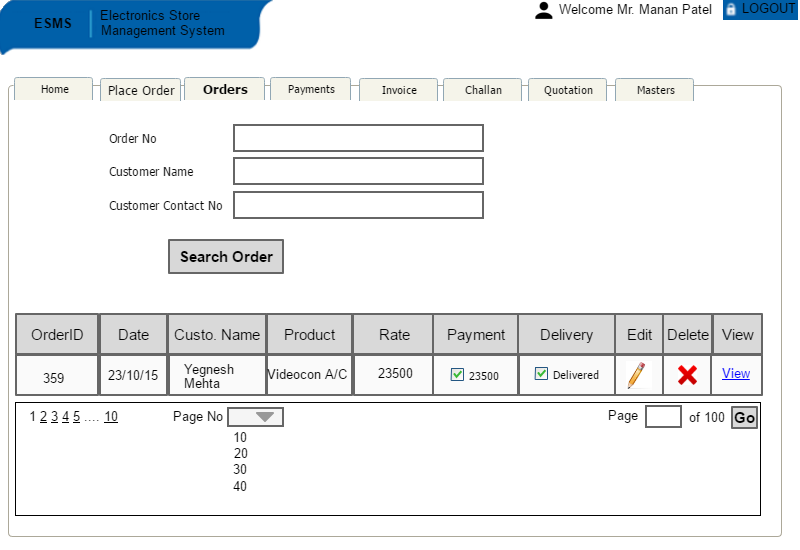 ESMS
Electronics Store
Management System
Welcome Mr. Manan Patel
LOGOUT
Home Place Order Orders Payments Invoice Challan Quotation Masters
Order No
Customer Name
Customer Contact No
Search Order
OrderID Date Custo. Name Product Rate Payment Delivery Edit Delete View
359 23/10/15 Yegnesh Mehta Videocon A/C 23500 23500 Delivered View
1 2 3 4 5 .... 10 Page No Page of 100 Go
10
20
30
40